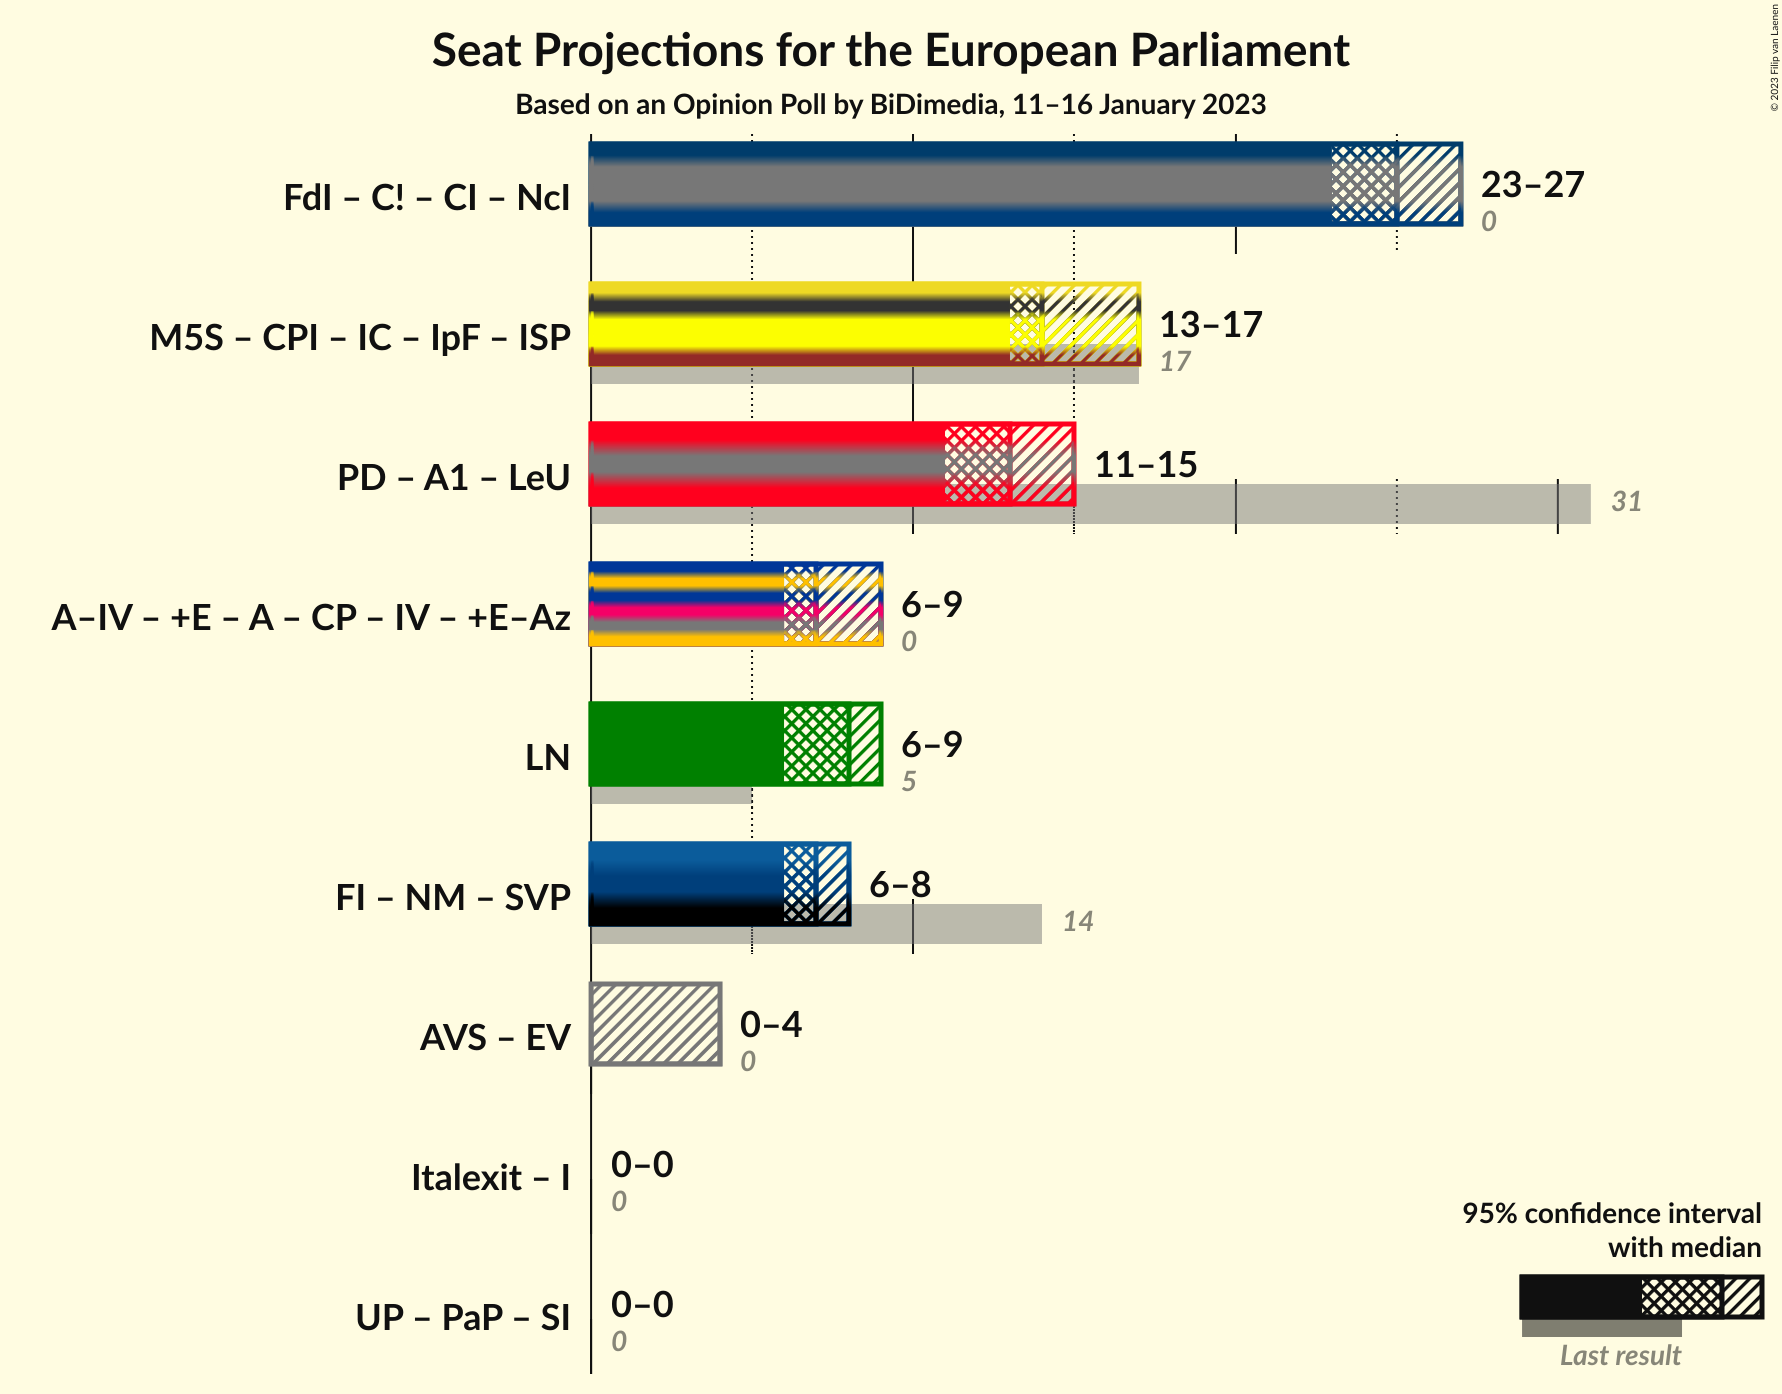 Seat Projections for the European Parliament
Based on an Opinion Poll by BiDimedia, 11–16 January 2023
© 2023 Filip van Laenen
FdI – C! – CI – NcI
23–27
0
M5S – CPI – IC – IpF – ISP
13–17
17
PD – A1 – LeU
11–15
31
A–IV – +E – A – CP – IV – +E–Az
6–9
0
LN
6–9
5
FI – NM – SVP
6–8
14
AVS – EV
0–4
0
Italexit – I
0–0
0
UP – PaP – SI
0–0
0
95% confidence interval
with median
Last result